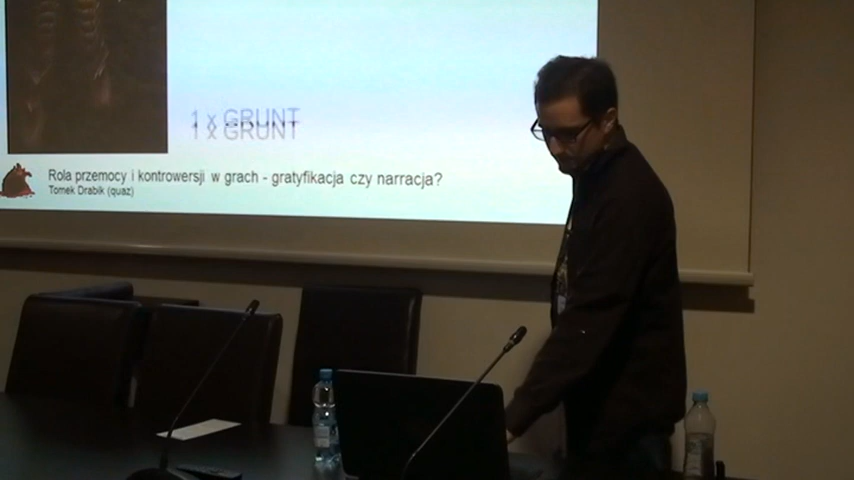 1 x GRUNT
1 x GRUNT
Rola przemocy i kontrowersji w grach - gratyfikacja czy narracja?
Tomek Drabik (quaz)